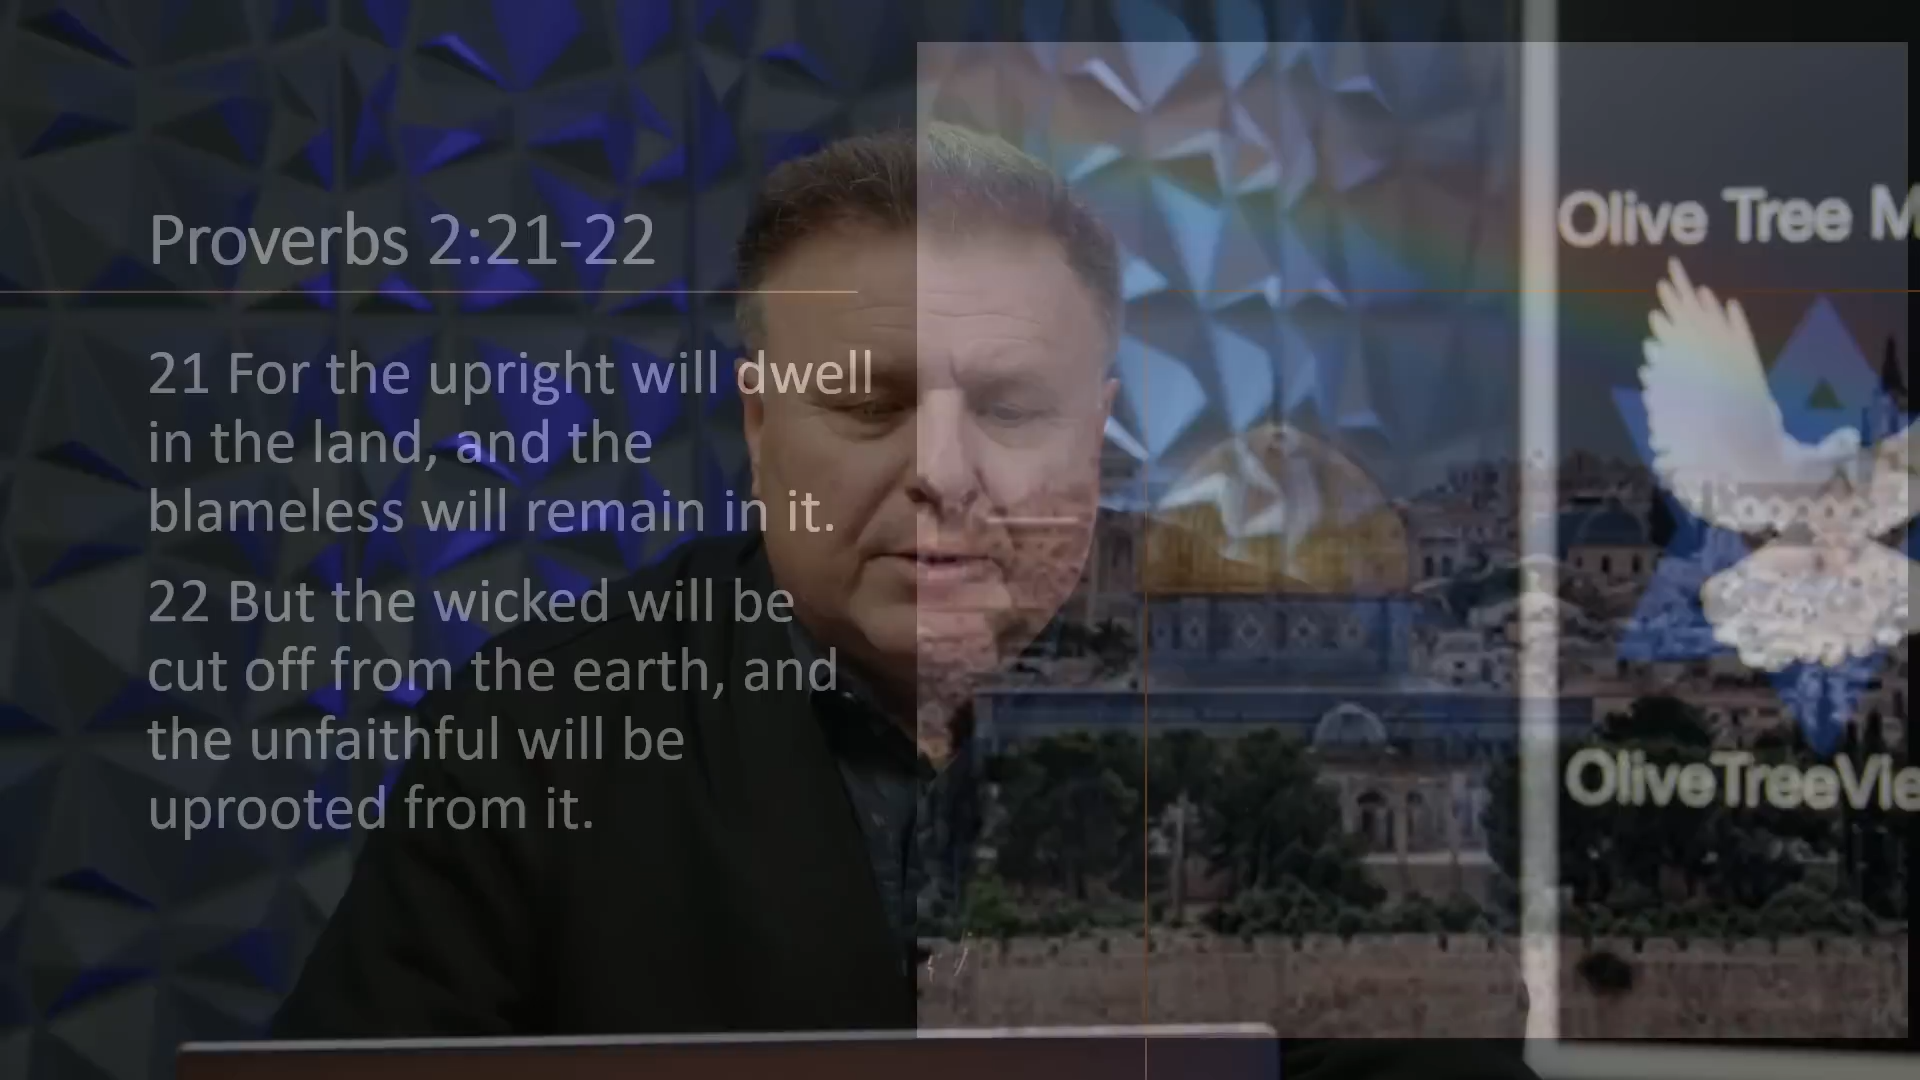 Proverbs 2:21-22
21 For the upright will dwell
in the land, and the
blameless will remain in it.
22 But the wicked will be
cut off from the earth, and
the unfaithful will be
uprooted from it.
Olive Tree M
OliveTreeVie